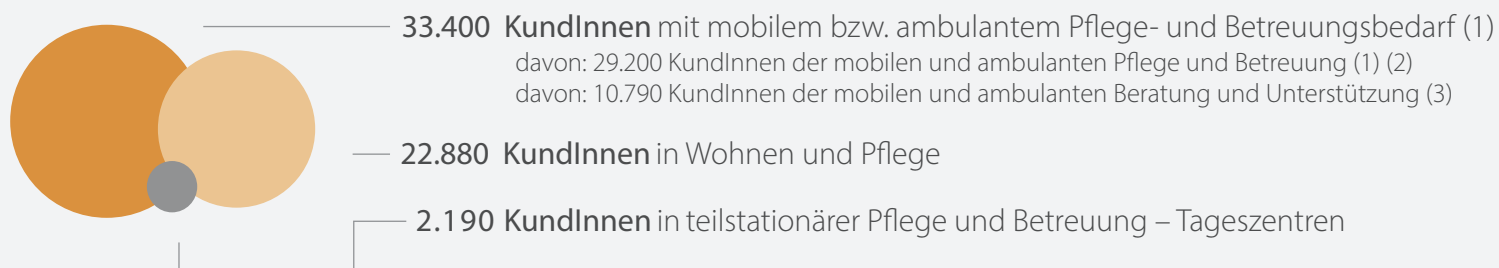 33.400 KundInnen mit mobilem bzw. ambulantem Pflege- und Betreuungsbedarf (1)
davon: 29.200 KundInnen der mobilen und ambulanten Pflege und Betreuung (1) (2)
davon: 10.790 KundInnen der mobilen und ambulanten Beratung und Unterstützung (3)
22.880 KundInnen in Wohnen und Pflege
2.190 KundInnen in teilstationärer Pflege und Betreuung – Tageszentren